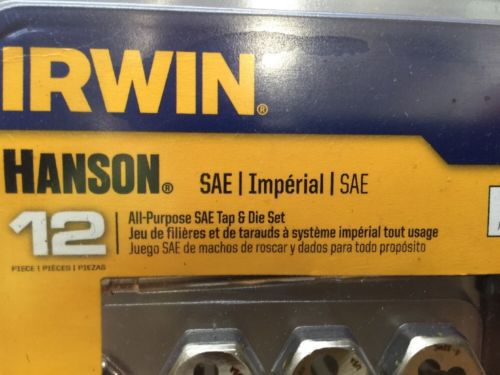 IRWIN®
HANSON® SAE | Impérial | SAE
12
PIECE | PIÈCES | PIEZAS
All-Purpose SAE Tap & Die Set
Jeu de filières et de tarauds à système impérial tout usage
Juego SAE de machos de roscar y dados para todo propósito